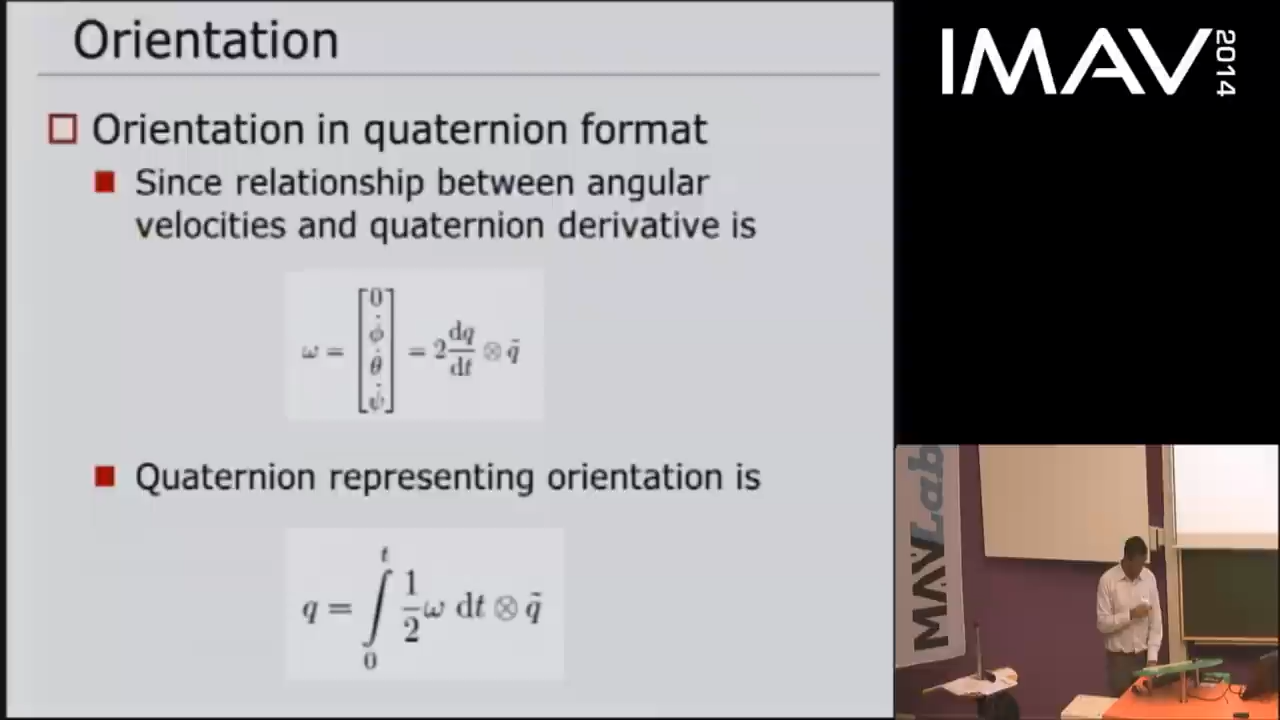 Orientation
Orientation in quaternion format
Since relationship between angular
velocities and quaternion derivative is
ω = [0 φ̇ θ̇ ψ̇] = 2 dq/dt ⊗ q̃
Quaternion representing orientation is
q = ∫₀ᵗ 1/2 ω dt ⊗ q̃
IMAV 2014
MAVLab